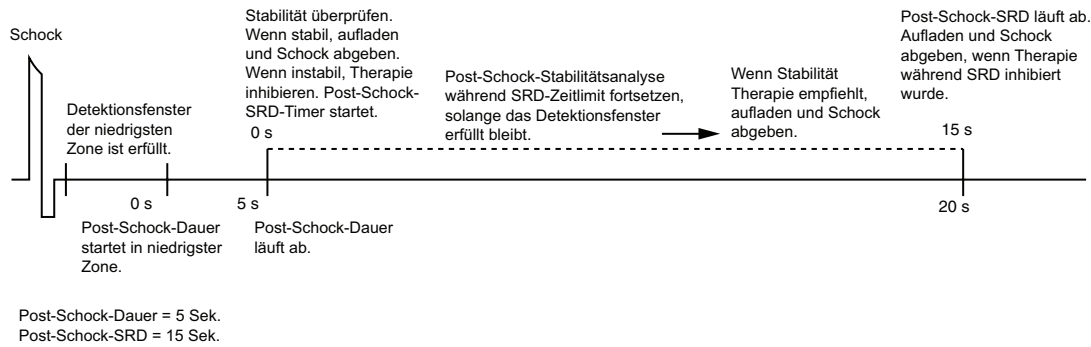 Schock
Detektionsfenster
der niedrigsten
Zone ist erfüllt.
0 s
Post-Schock-Dauer
startet in niedrigster
Zone.
Stabilität überprüfen.
Wenn stabil, aufladen
und Schock abgeben.
Wenn instabil, Therapie
inhibieren. Post-Schock-
SRD-Timer startet.
0 s
5 s
Post-Schock-Dauer
läuft ab.
Post-Schock-Stabilitätsanalyse
während SRD-Zeitlimit fortsetzen,
solange das Detektionsfenster
erfüllt bleibt.
Wenn Stabilität
Therapie empfiehlt,
aufladen und Schock
abgeben.
Post-Schock-SRD läuft ab.
Aufladen und Schock
abgeben, wenn Therapie
während SRD inhibiert
wurde.
15 s
20 s
Post-Schock-Dauer = 5 Sek.
Post-Schock-SRD = 15 Sek.